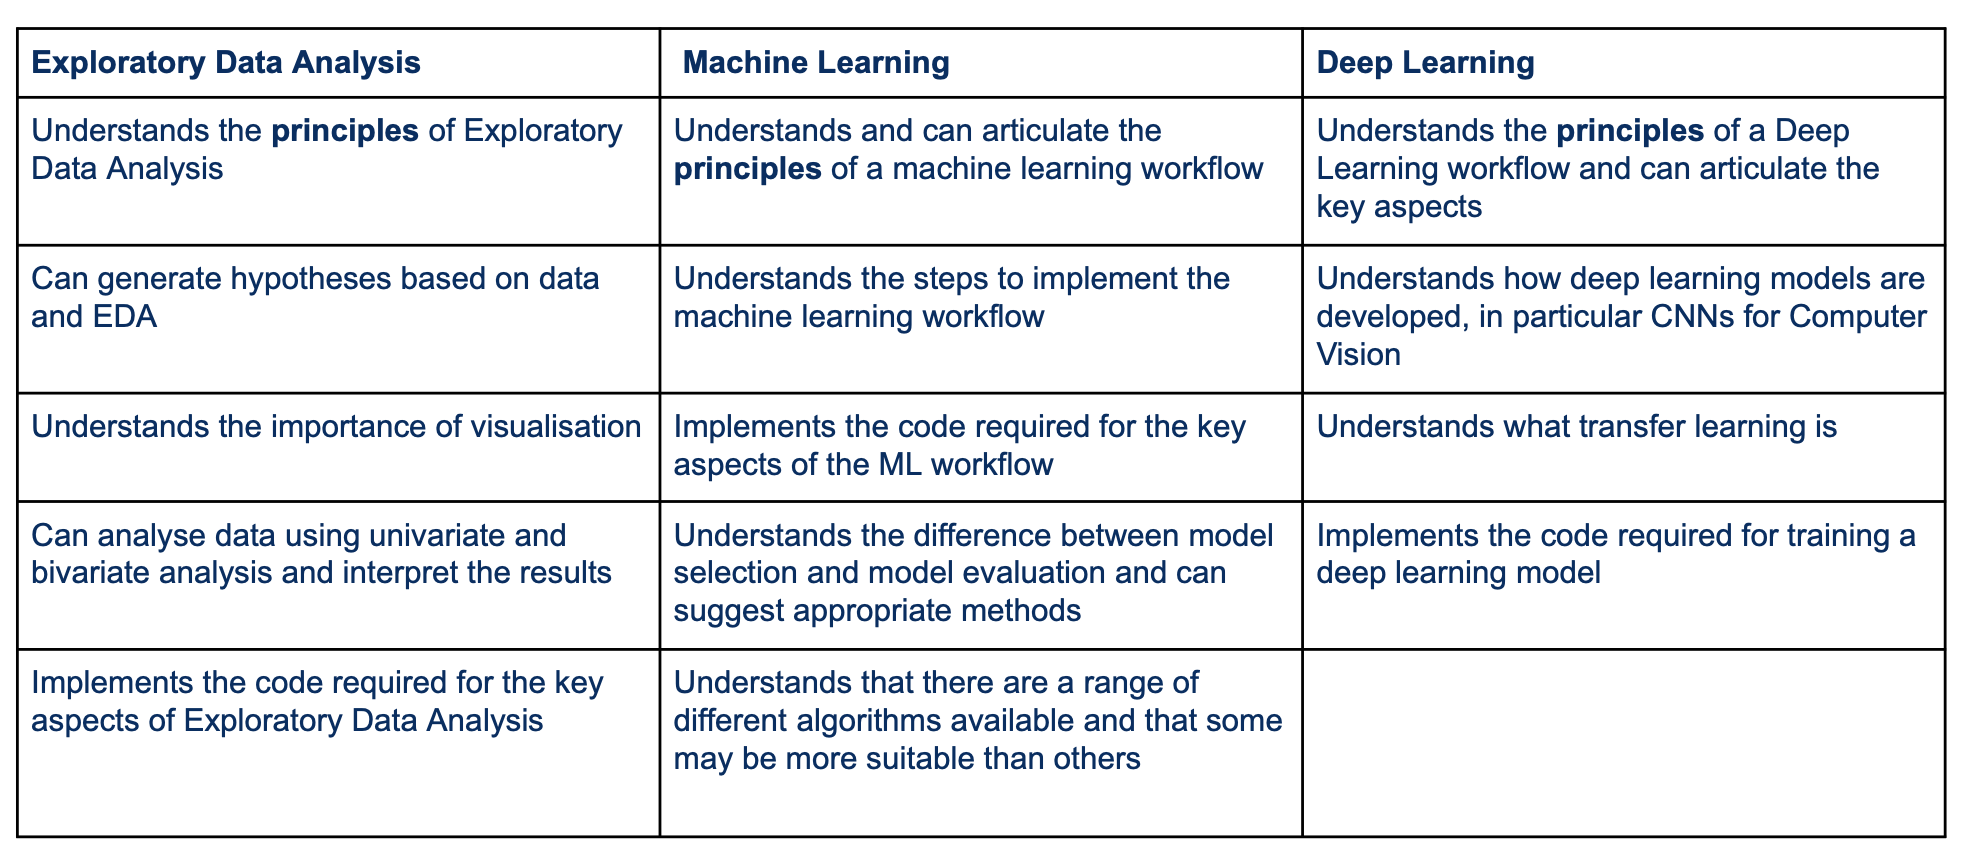 Exploratory Data Analysis
Machine Learning
Deep Learning
Understands the principles of Exploratory
Data Analysis
Understands and can articulate the
principles of a machine learning workflow
Understands the principles of a Deep
Learning workflow and can articulate the
key aspects
Can generate hypotheses based on data
and EDA
Understands the steps to implement the
machine learning workflow
Understands how deep learning models are
developed, in particular CNNs for Computer
Vision
Understands the importance of visualisation
Implements the code required for the key
aspects of the ML workflow
Understands what transfer learning is
Can analyse data using univariate and
bivariate analysis and interpret the results
Understands the difference between model
selection and model evaluation and can
suggest appropriate methods
Implements the code required for training a
deep learning model
Implements the code required for the key
aspects of Exploratory Data Analysis
Understands that there are a range of
different algorithms available and that some
may be more suitable than others